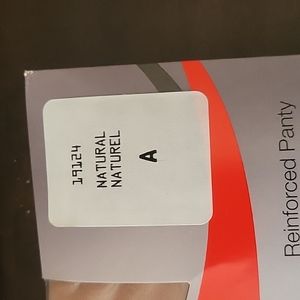 19124
NATURAL
NATUREL
A
Reinforced Panty